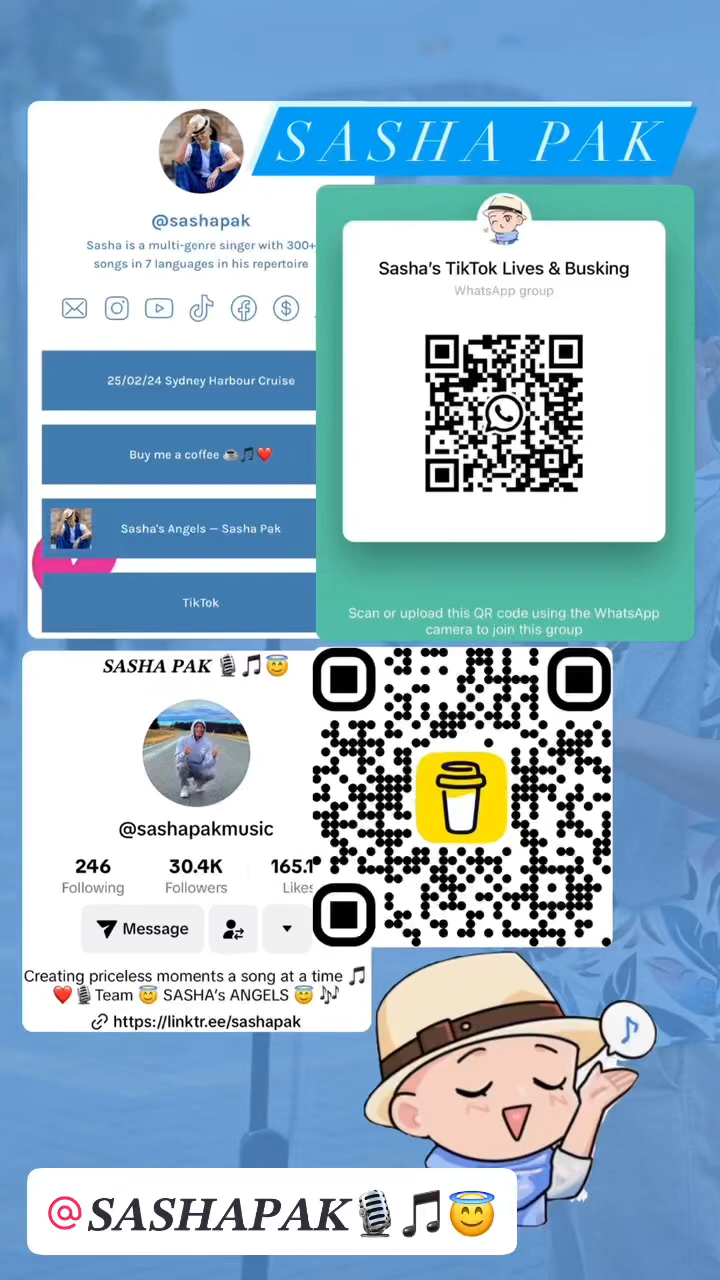 SASHA PAK
@sashapak
Sasha is a multi-genre singer with 300+
songs in 7 languages in his repertoire
25/02/24 Sydney Harbour Cruise
Buy me a coffee ☕🎵❤️
Sasha's Angels — Sasha Pak
TikTok
Sasha's TikTok Lives & Busking
WhatsApp group
Scan or upload this QR code using the WhatsApp
camera to join this group
SASHA PAK 🎙️🎵😇
@sashapakmusic
246 30.4K 165.1
Following Followers Likes
Message
Creating priceless moments a song at a time 🎵
❤️🎙️Team 😇 SASHA's ANGELS 😇 🎶
https://linktr.ee/sashapak
@SASHAPAK🎙️🎵😇